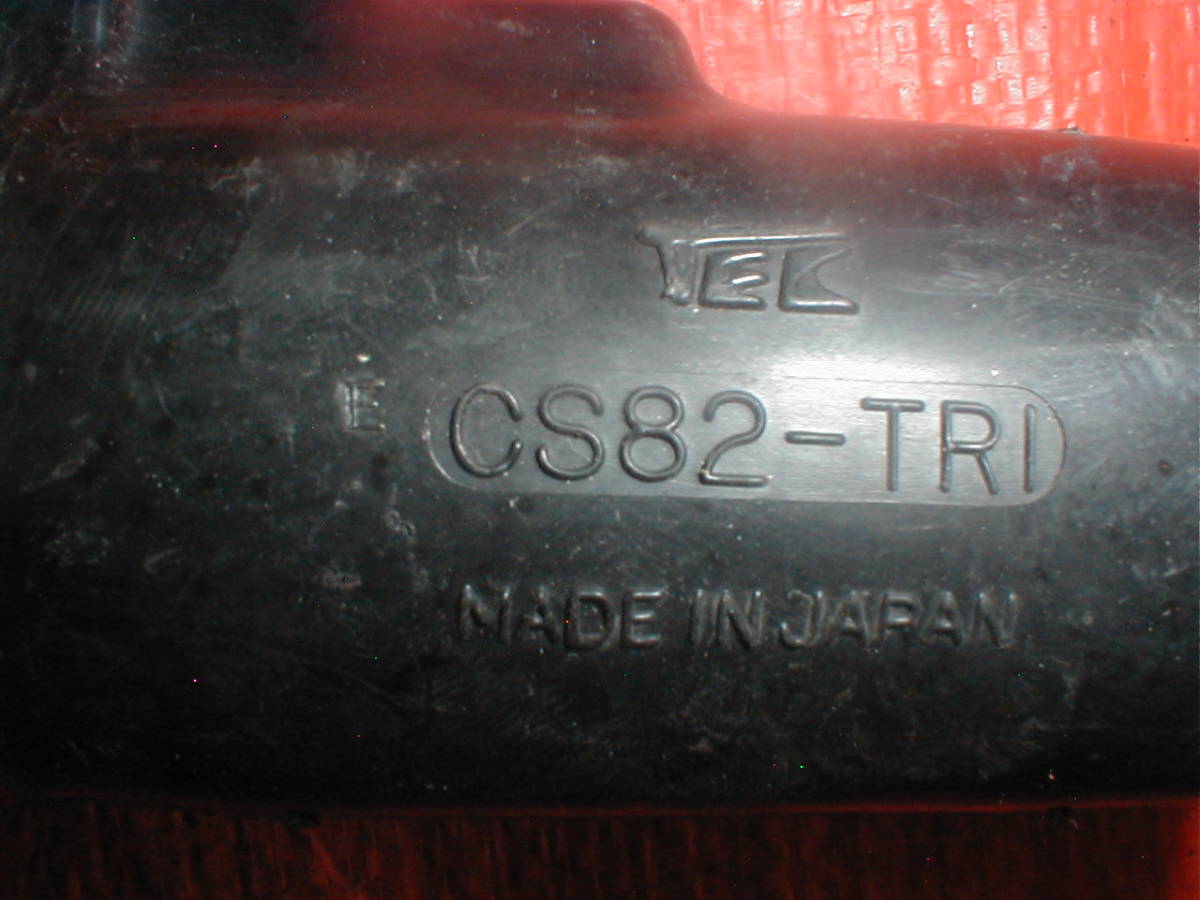 TEC
E CS82-TRI
MADE IN JAPAN